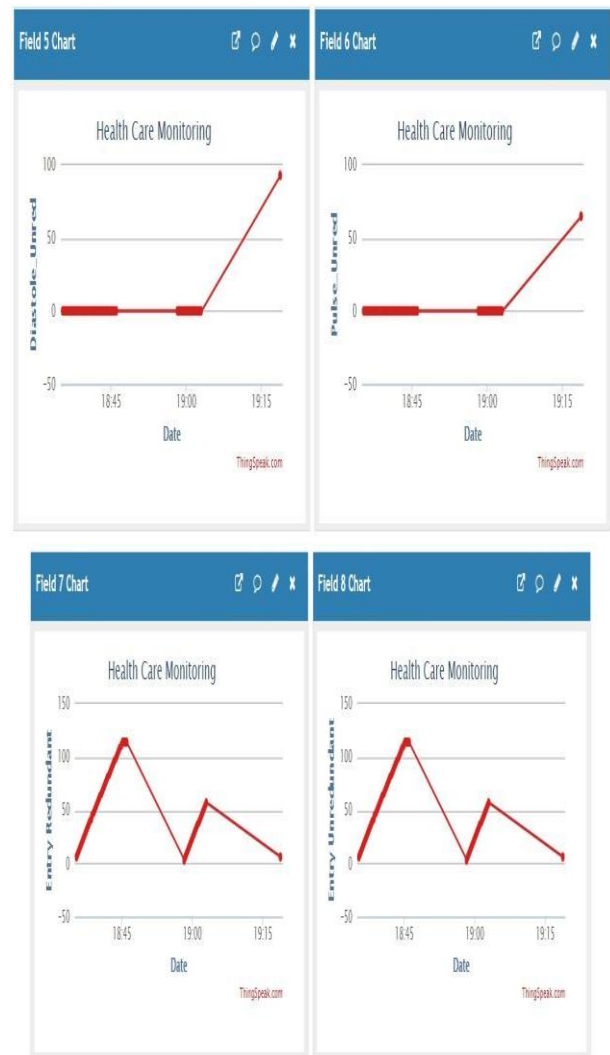 Field 5 Chart
Health Care Monitoring
100
50
0
-50
Diastole_Unred
18:45 19:00 19:15
Date
ThingSpeak.com
Field 6 Chart
Health Care Monitoring
100
50
0
-50
Pulse_Unred
18:45 19:00 19:15
Date
ThingSpeak.com
Field 7 Chart
Health Care Monitoring
150
100
50
0
-50
Entry Redundant
18:45 19:00 19:15
Date
ThingSpeak.com
Field 8 Chart
Health Care Monitoring
150
100
50
0
-50
Entry Unredundant
18:45 19:00 19:15
Date
ThingSpeak.com